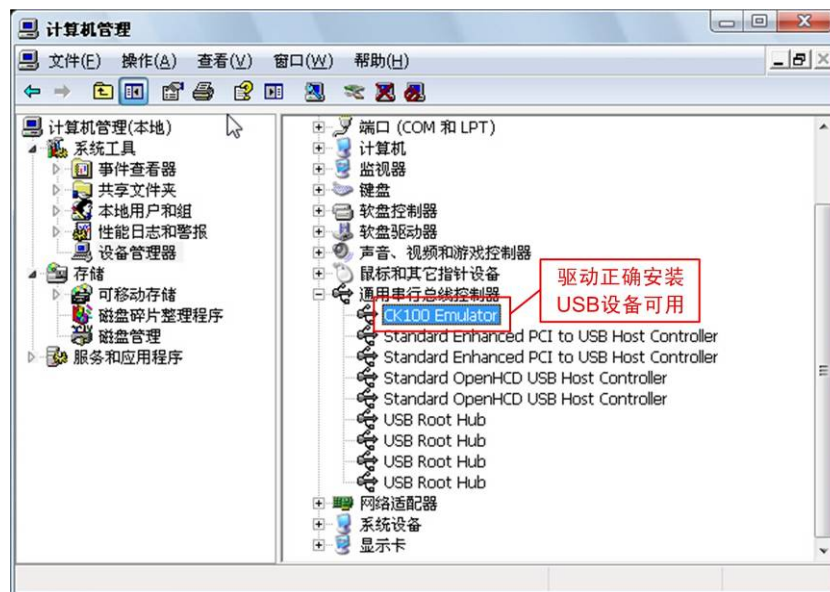 计算机管理
文件(F) 操作(A) 查看(V) 窗口(W) 帮助(H)
计算机管理(本地)
系统工具
事件查看器
共享文件夹
本地用户和组
性能日志和警报
设备管理器
存储
可移动存储
磁盘碎片整理程序
磁盘管理
服务和应用程序
端口 (COM 和 LPT)
计算机
监视器
键盘
软盘控制器
软盘驱动器
声音、视频和游戏控制器
鼠标和其它指针设备
通用串行总线控制器
CK100 Emulator
Standard Enhanced PCI to USB Host Controller
Standard Enhanced PCI to USB Host Controller
Standard OpenHCD USB Host Controller
Standard OpenHCD USB Host Controller
USB Root Hub
USB Root Hub
USB Root Hub
USB Root Hub
网络适配器
系统设备
显示卡
驱动正确安装
USB设备可用